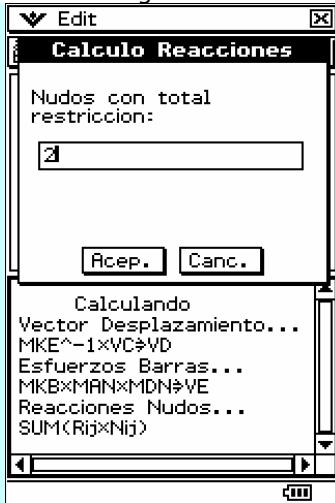 Edit
Calculo Reacciones
Nudos con total
restriccion:
2
Acep. Canc.
Calculando
Vector Desplazamiento...
MKE^-1×VC⇒VD
Esfuerzos Barras...
MKB×MAN×MDN⇒VE
Reacciones Nudos...
SUM(Rij×Nij)